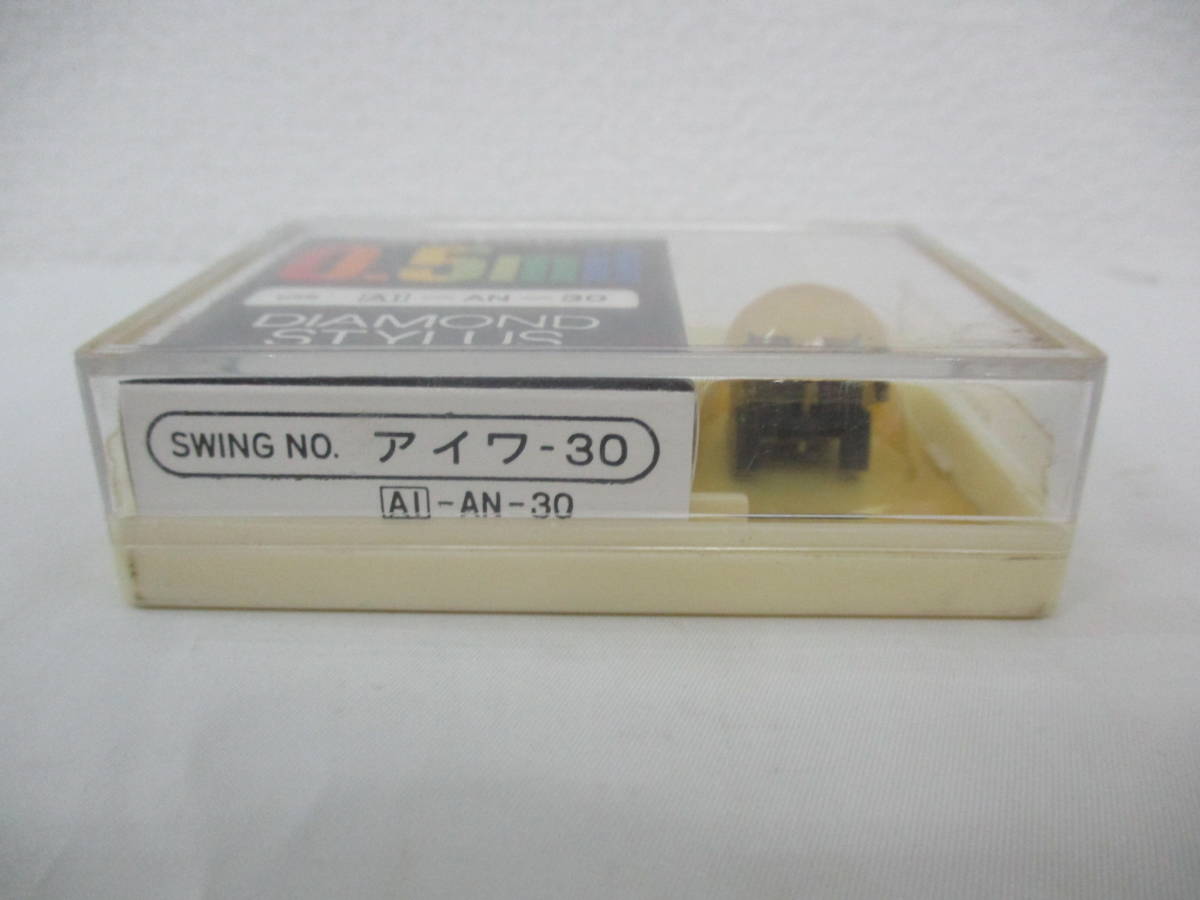 0.5mil
[AI]-AN-30
DIAMOND
STYLUS
SWING NO. アイワ-30
[AI]-AN-30